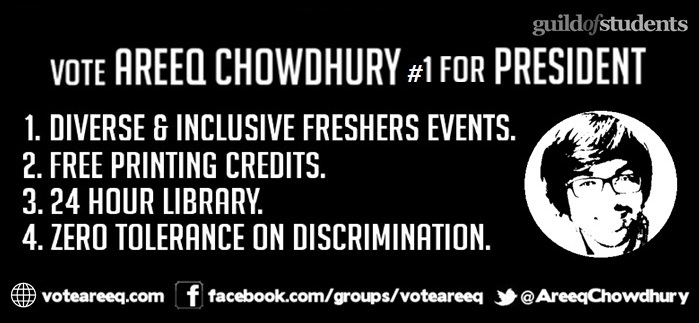 guildofstudents
VOTE AREEQ CHOWDHURY #1 FOR PRESIDENT
1. DIVERSE & INCLUSIVE FRESHERS EVENTS.
2. FREE PRINTING CREDITS.
3. 24 HOUR LIBRARY.
4. ZERO TOLERANCE ON DISCRIMINATION.
voteareeq.com f facebook.com/groups/voteareeq @AreeqChowdhury